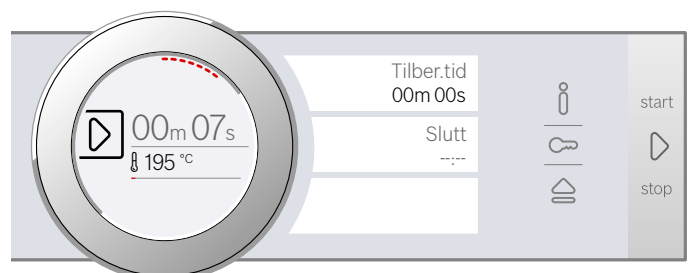 00m 07s
195 °C
Tilber.tid
00m 00s
Slutt
--:--
start
stop